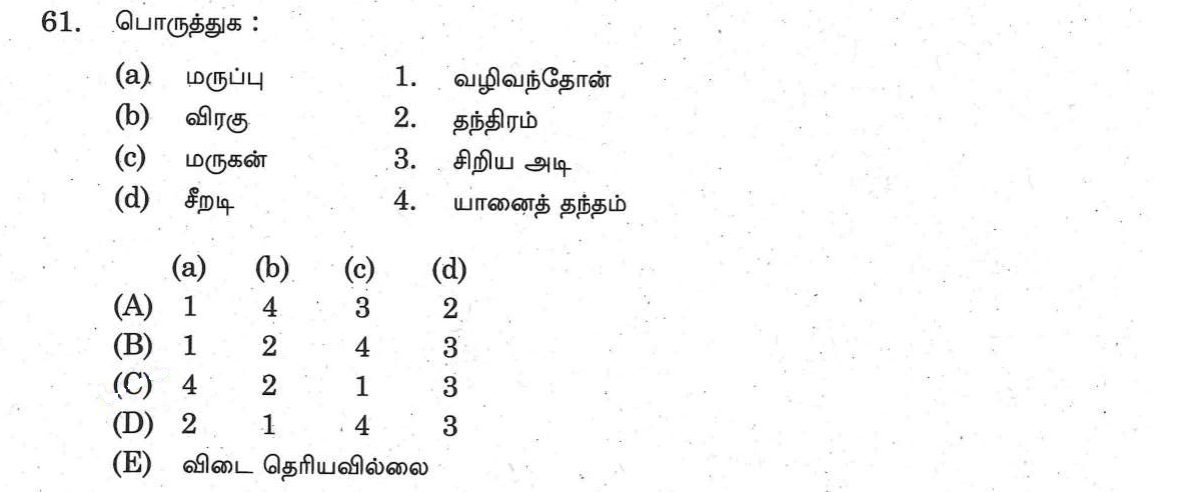 61. பொருத்துக :
(a) மருப்பு 1. வழிவந்தோன்
(b) விரகு 2. தந்திரம்
(c) மருகன் 3. சிறிய அடி
(d) சீறடி 4. யானைத் தந்தம்
(a) (b) (c) (d)
(A) 1 4 3 2
(B) 1 2 4 3
(C) 4 2 1 3
(D) 2 1 4 3
(E) விடை தெரியவில்லை